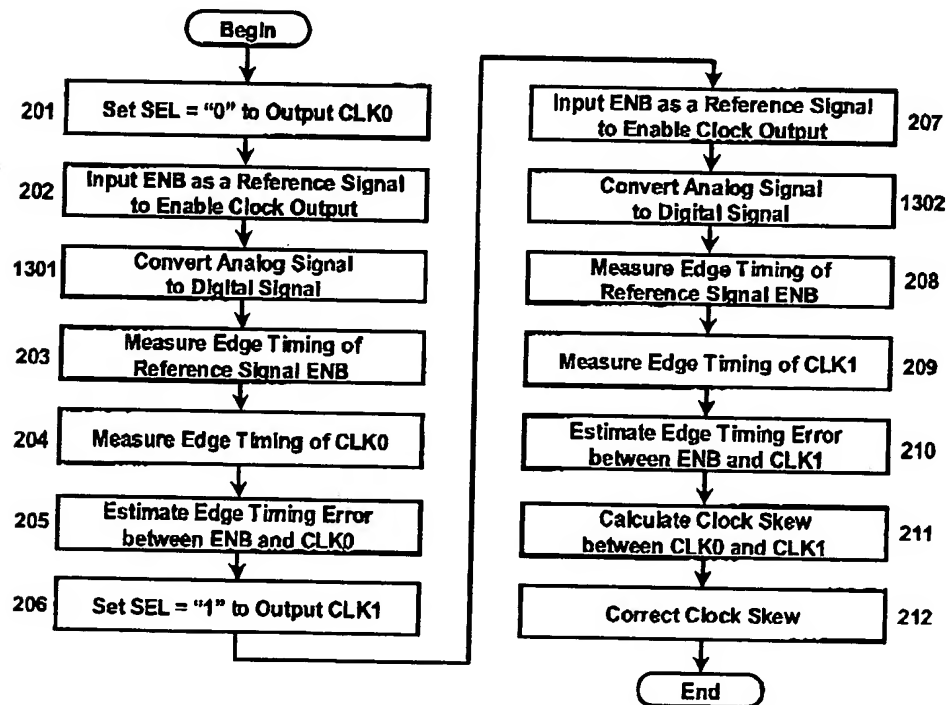 Begin
201
Set SEL = "0" to Output CLK0
202
Input ENB as a Reference Signal
to Enable Clock Output
1301
Convert Analog Signal
to Digital Signal
203
Measure Edge Timing of
Reference Signal ENB
204
Measure Edge Timing of CLK0
205
Estimate Edge Timing Error
between ENB and CLK0
206
Set SEL = "1" to Output CLK1
Input ENB as a Reference Signal
to Enable Clock Output
207
Convert Analog Signal
to Digital Signal
1302
Measure Edge Timing of
Reference Signal ENB
208
Measure Edge Timing of CLK1
209
Estimate Edge Timing Error
between ENB and CLK1
210
Calculate Clock Skew
between CLK0 and CLK1
211
Correct Clock Skew
212
End